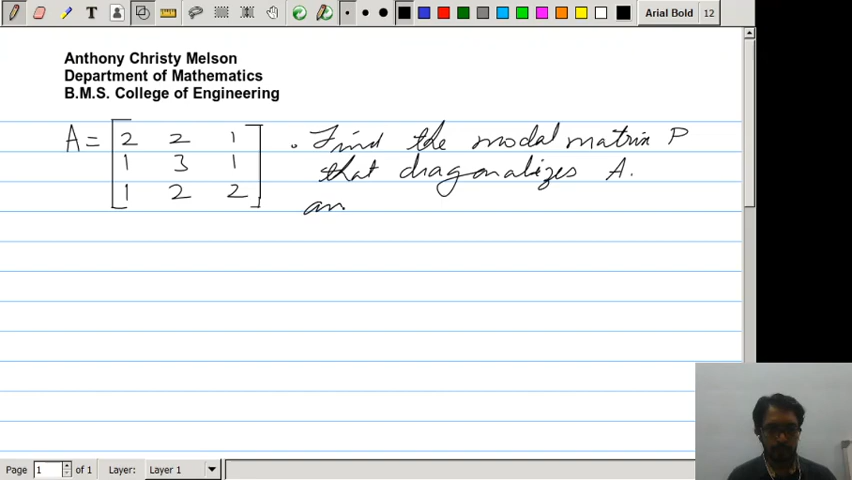 Arial Bold 12
Anthony Christy Melson
Department of Mathematics
B.M.S. College of Engineering
A = [2 2 1 . Find the modal matrix P
1 3 1 that diagonalizes A.
1 2 2] an
Page 1 of 1 Layer: Layer 1